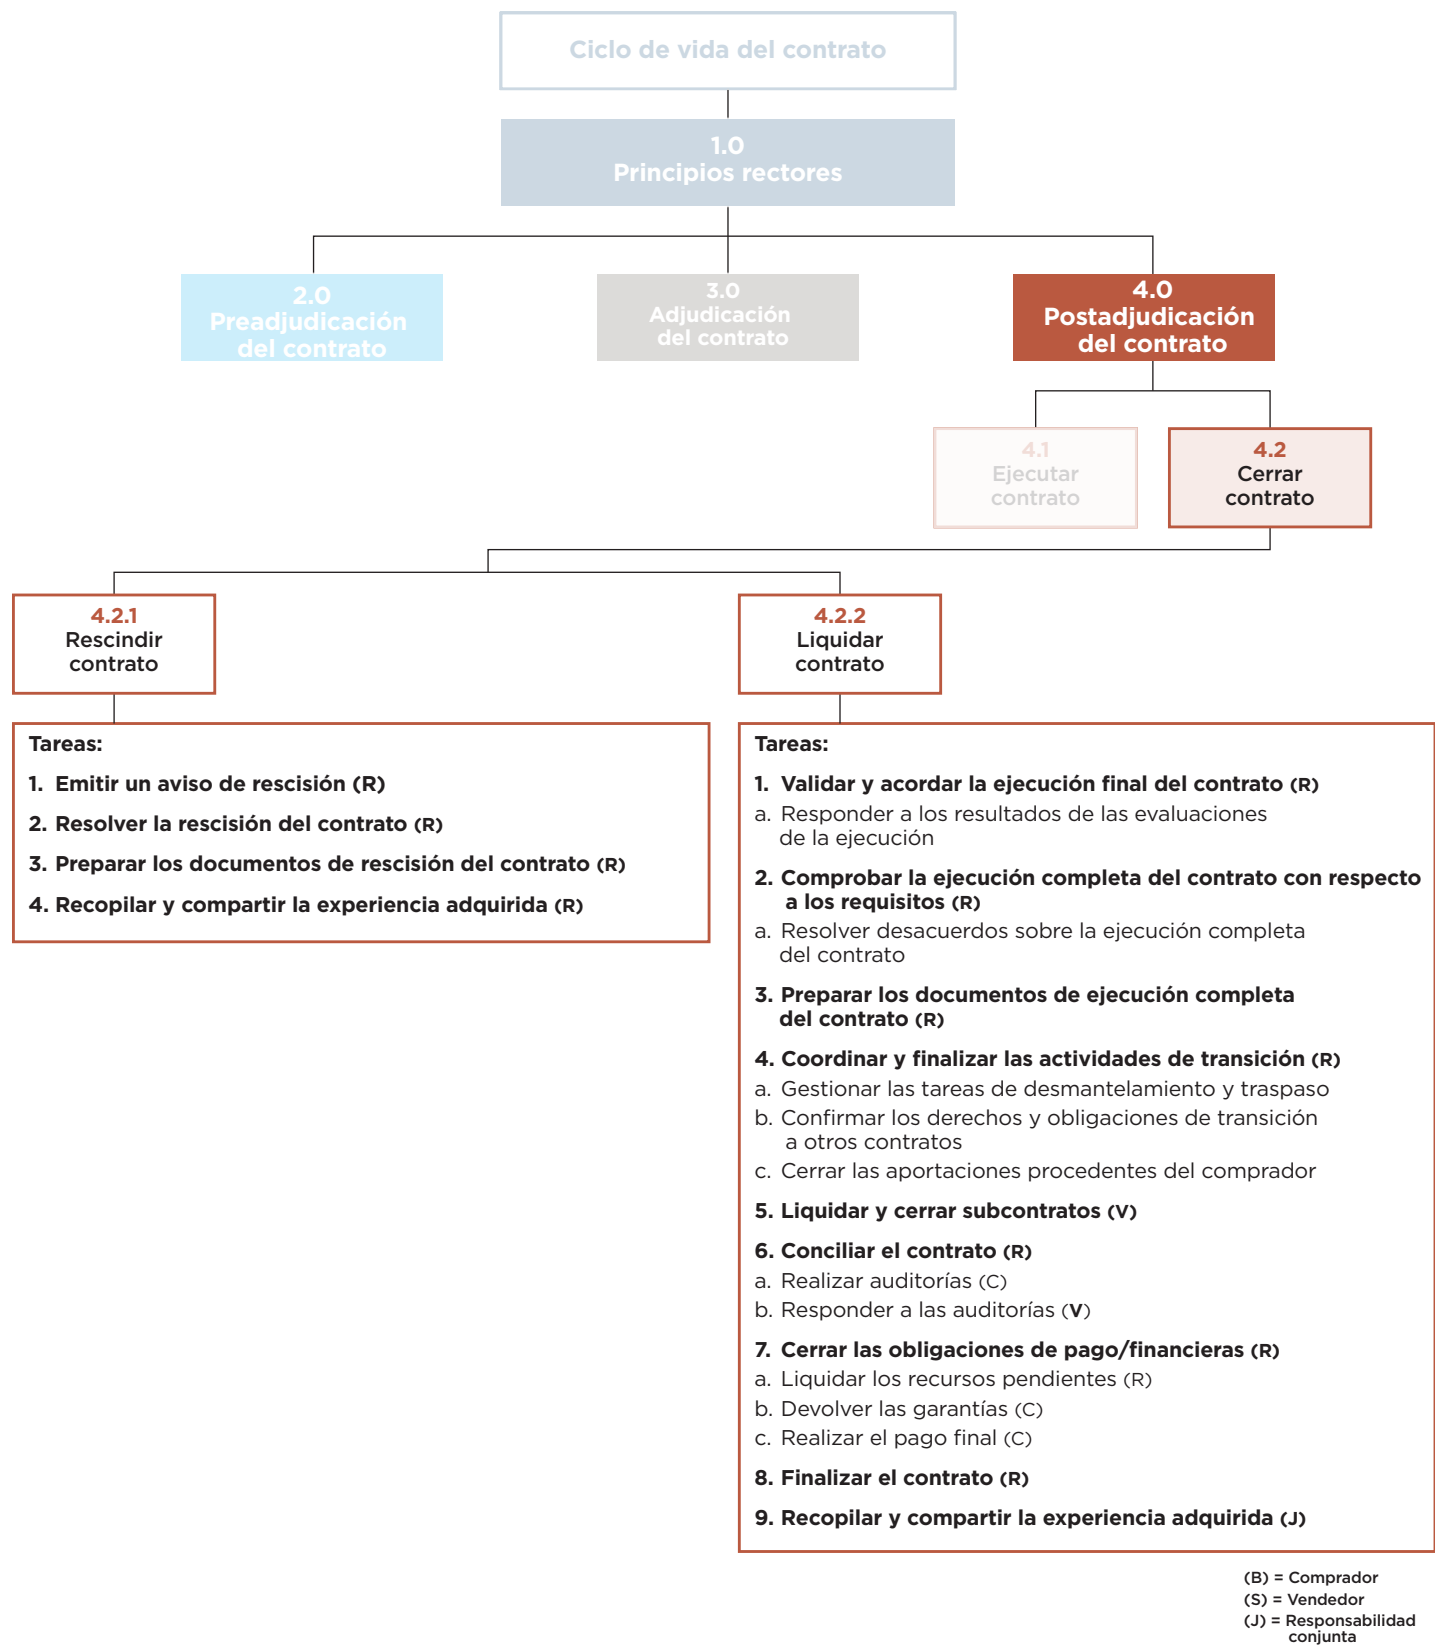 Ciclo de vida del contrato
1.0
Principios rectores
2.0
Preadjudicación
del contrato
3.0
Adjudicación
del contrato
4.0
Postadjudicación
del contrato
4.1
Ejecutar
contrato
4.2
Cerrar
contrato
4.2.1
Rescindir
contrato
4.2.2
Liquidar
contrato
Tareas:
1. Emitir un aviso de rescisión (R)
2. Resolver la rescisión del contrato (R)
3. Preparar los documentos de rescisión del contrato (R)
4. Recopilar y compartir la experiencia adquirida (R)
Tareas:
1. Validar y acordar la ejecución final del contrato (R)
a. Responder a los resultados de las evaluaciones
de la ejecución
2. Comprobar la ejecución completa del contrato con respecto
a los requisitos (R)
a. Resolver desacuerdos sobre la ejecución completa
del contrato
3. Preparar los documentos de ejecución completa
del contrato (R)
4. Coordinar y finalizar las actividades de transición (R)
a. Gestionar las tareas de desmantelamiento y traspaso
b. Confirmar los derechos y obligaciones de transición
a otros contratos
c. Cerrar las aportaciones procedentes del comprador
5. Liquidar y cerrar subcontratos (V)
6. Conciliar el contrato (R)
a. Realizar auditorías (C)
b. Responder a las auditorías (V)
7. Cerrar las obligaciones de pago/financieras (R)
a. Liquidar los recursos pendientes (R)
b. Devolver las garantías (C)
c. Realizar el pago final (C)
8. Finalizar el contrato (R)
9. Recopilar y compartir la experiencia adquirida (J)
(B) = Comprador
(S) = Vendedor
(J) = Responsabilidad
conjunta